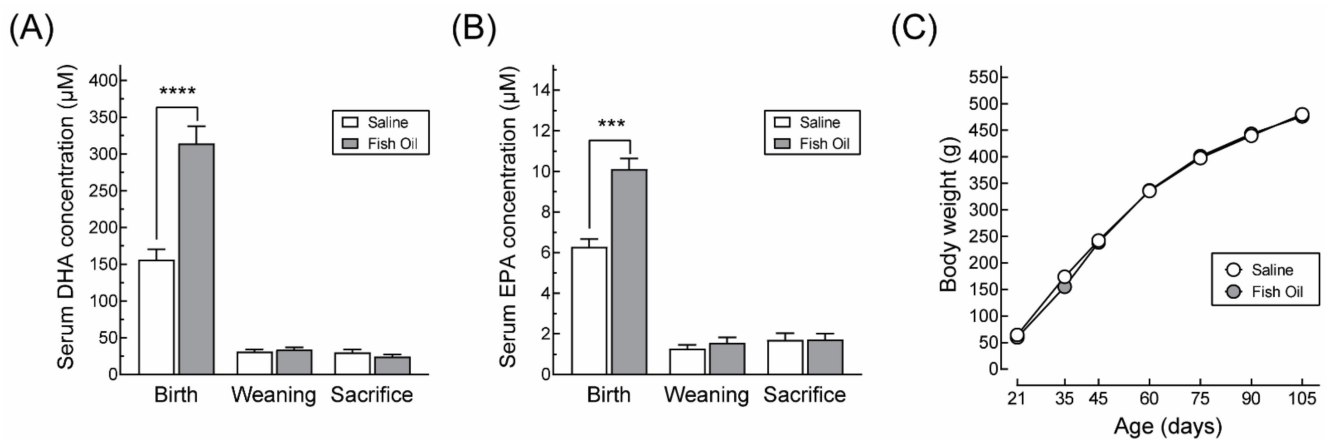 (A)
Serum DHA concentration (µM)
400
350
300
250
200
150
100
50
0
****
Saline
Fish Oil
Birth
Weaning
Sacrifice
(B)
Serum EPA concentration (µM)
14
12
10
8
6
4
2
0
***
Saline
Fish Oil
Birth
Weaning
Sacrifice
(C)
Body weight (g)
550
500
450
400
350
300
250
200
150
100
50
0
Saline
Fish Oil
21
35
45
60
75
90
105
Age (days)